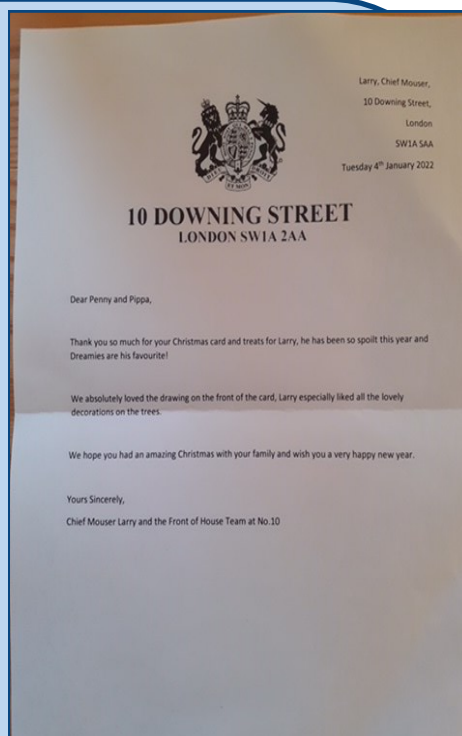 Larry, Chief Mouser,
10 Downing Street,
London
SW1A 5AA
Tuesday 4th January 2022
10 DOWNING STREET
LONDON SW1A 2AA
Dear Penny and Pippa,
Thank you so much for your Christmas card and treats for Larry, he has been so spoilt this year and
Dreamies are his favourite!
We absolutely loved the drawing on the front of the card, Larry especially liked all the lovely
decorations on the trees.
We hope you had an amazing Christmas with your family and wish you a very happy new year.
Yours Sincerely,
Chief Mouser Larry and the Front of House Team at No.10